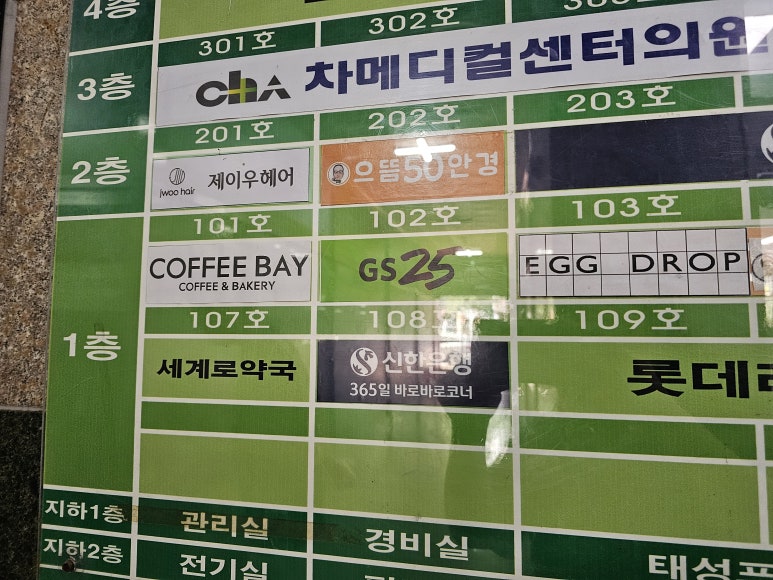 4층
301호 302호 303호
3층
chA 차메디컬센터의원
201호 202호 203호
2층
jwoo hair 제이우헤어
으뜸50안경
101호 102호 103호
1층
COFFEE BAY
COFFEE & BAKERY
GS25
EGG DROP
107호 108호 109호
세계로약국
신한은행
365일 바로바로코너
롯데
지하1층 관리실 경비실
지하2층 전기실